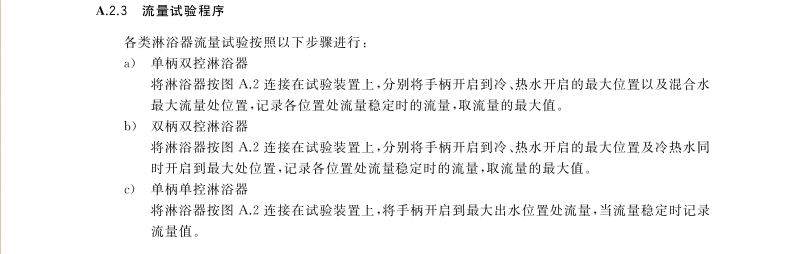 A.2.3 流量试验程序
各类淋浴器流量试验按照以下步骤进行：
a) 单柄双控淋浴器
将淋浴器按图 A.2 连接在试验装置上,分别将手柄开启到冷、热水开启的最大位置以及混合水
最大流量处位置,记录各位置处流量稳定时的流量,取流量的最大值。
b) 双柄双控淋浴器
将淋浴器按图 A.2 连接在试验装置上,分别将手柄开启到冷、热水开启的最大位置及冷热水同
时开启到最大处位置,记录各位置处流量稳定时的流量,取流量的最大值。
c) 单柄单控淋浴器
将淋浴器按图 A.2 连接在试验装置上,将手柄开启到最大出水位置处流量,当流量稳定时记录
流量值。